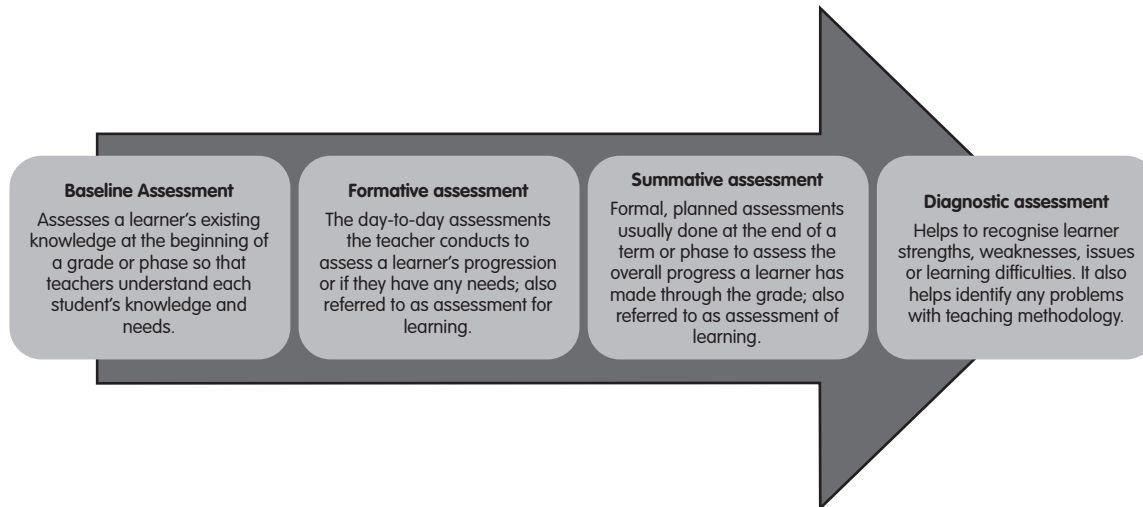 Baseline Assessment
Assesses a learner's existing
knowledge at the beginning of
a grade or phase so that
teachers understand each
student's knowledge and
needs.
Formative assessment
The day-to-day assessments
the teacher conducts to
assess a learner's progression
or if they have any needs; also
referred to as assessment for
learning.
Summative assessment
Formal, planned assessments
usually done at the end of a
term or phase to assess the
overall progress a learner has
made through the grade; also
referred to as assessment of
learning.
Diagnostic assessment
Helps to recognise learner
strengths, weaknesses, issues
or learning difficulties. It also
helps identify any problems
with teaching methodology.